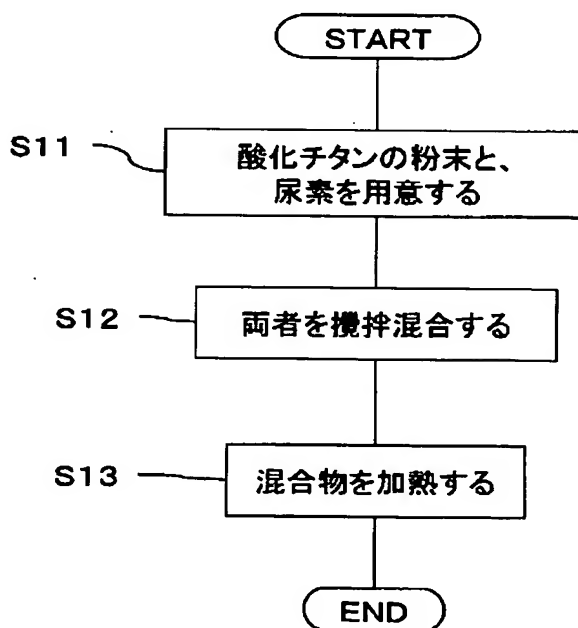 START
S11
酸化チタンの粉末と、
尿素を用意する
S12
両者を攪拌混合する
S13
混合物を加熱する
END